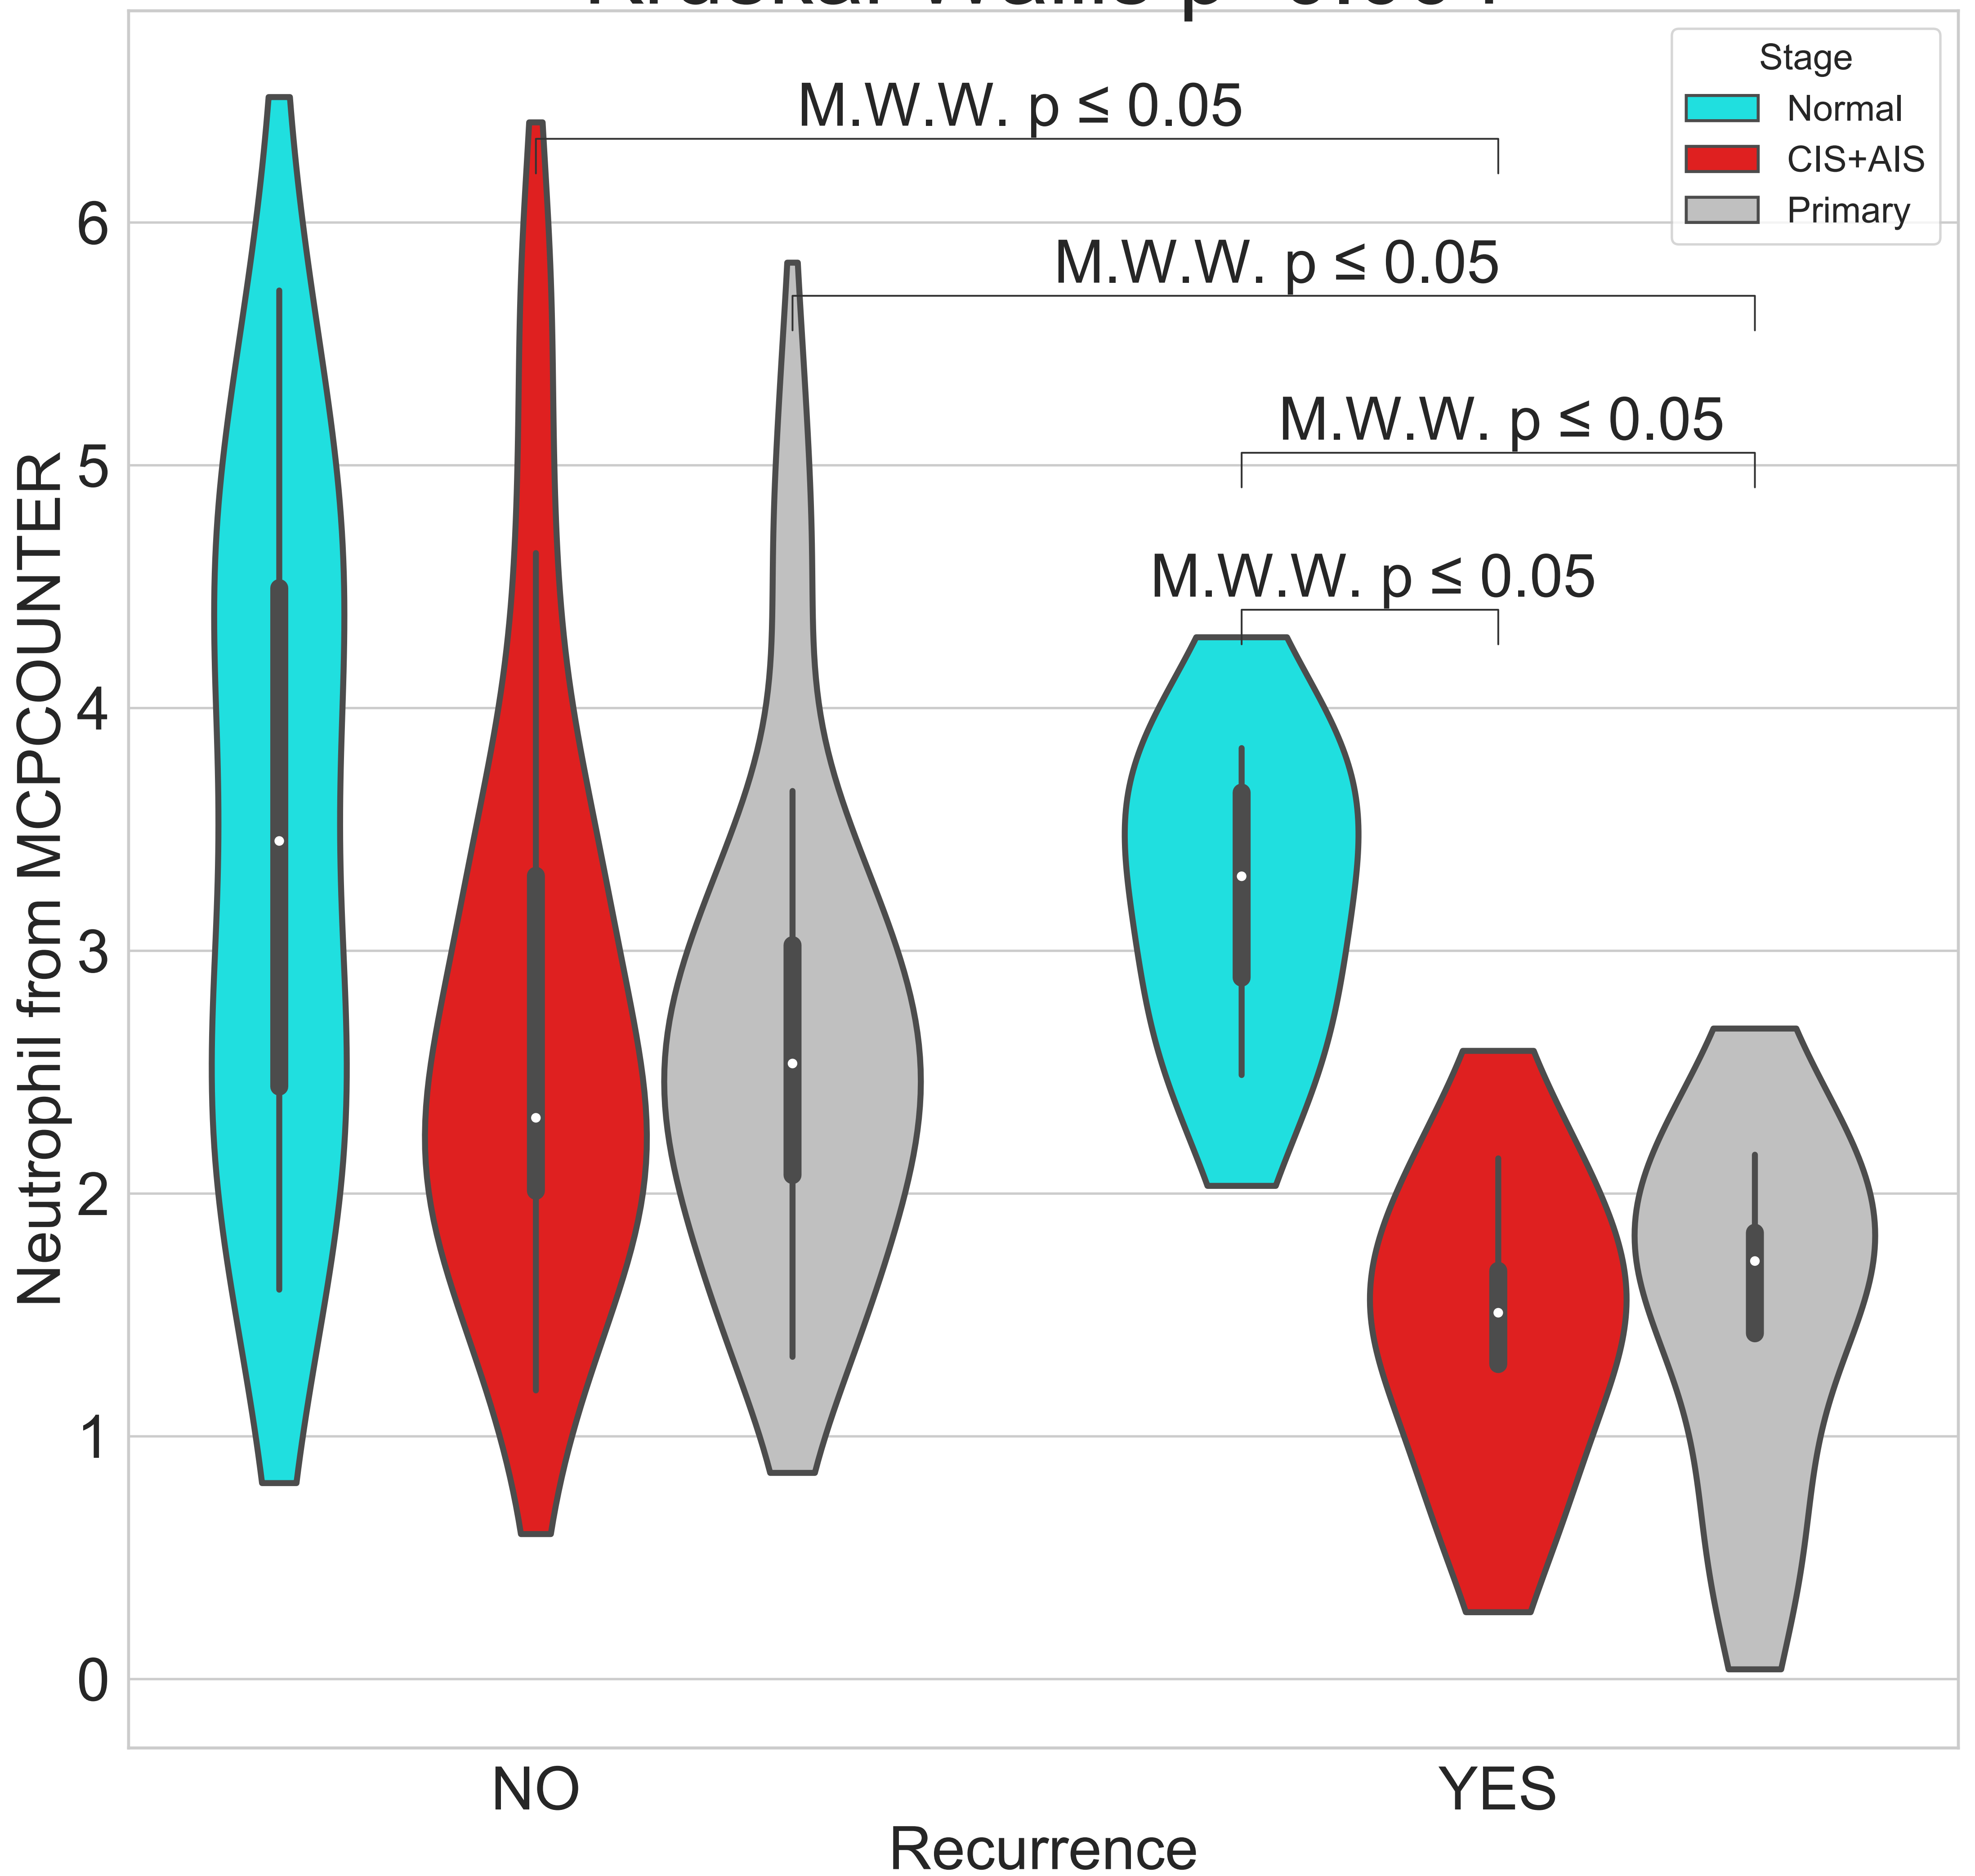 M.W.W. p ≤ 0.05
M.W.W. p ≤ 0.05
M.W.W. p ≤ 0.05
M.W.W. p ≤ 0.05
Stage
Normal
CIS+AIS
Primary
Neutrophil from MCPCOUNTER
6
5
4
3
2
1
0
NO
YES
Recurrence